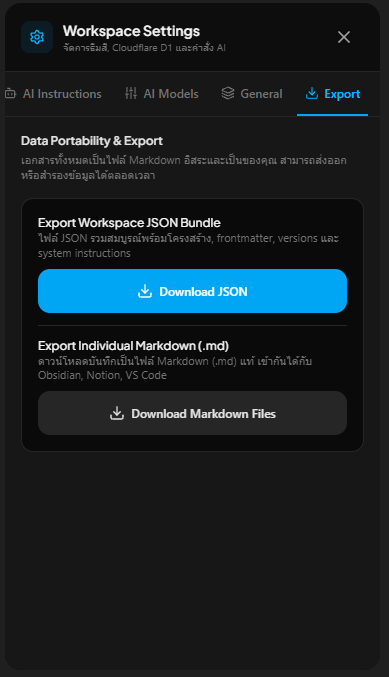 Workspace Settings
จัดการธีมสี, Cloudflare D1 และคำสั่ง AI
AI Instructions
AI Models
General
Export
Data Portability & Export
เอกสารทั้งหมดเป็นไฟล์ Markdown อิสระและเป็นของคุณ สามารถส่งออก
หรือสำรองข้อมูลได้ตลอดเวลา
Export Workspace JSON Bundle
ไฟล์ JSON รวมสมบูรณ์พร้อมโครงสร้าง, frontmatter, versions และ
system instructions
Download JSON
Export Individual Markdown (.md)
ดาวน์โหลดบันทึกเป็นไฟล์ Markdown (.md) แท้ เข้ากันได้กับ
Obsidian, Notion, VS Code
Download Markdown Files